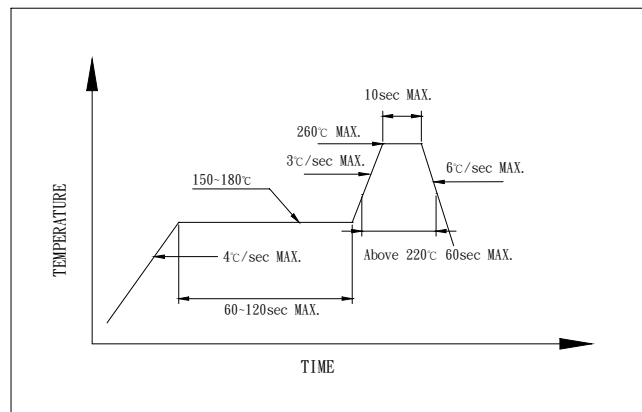 10sec MAX.
260℃ MAX.
3℃/sec MAX.
6℃/sec MAX.
150~180℃
TEMPERATURE
4℃/sec MAX.
Above 220℃ 60sec MAX.
60~120sec MAX.
TIME